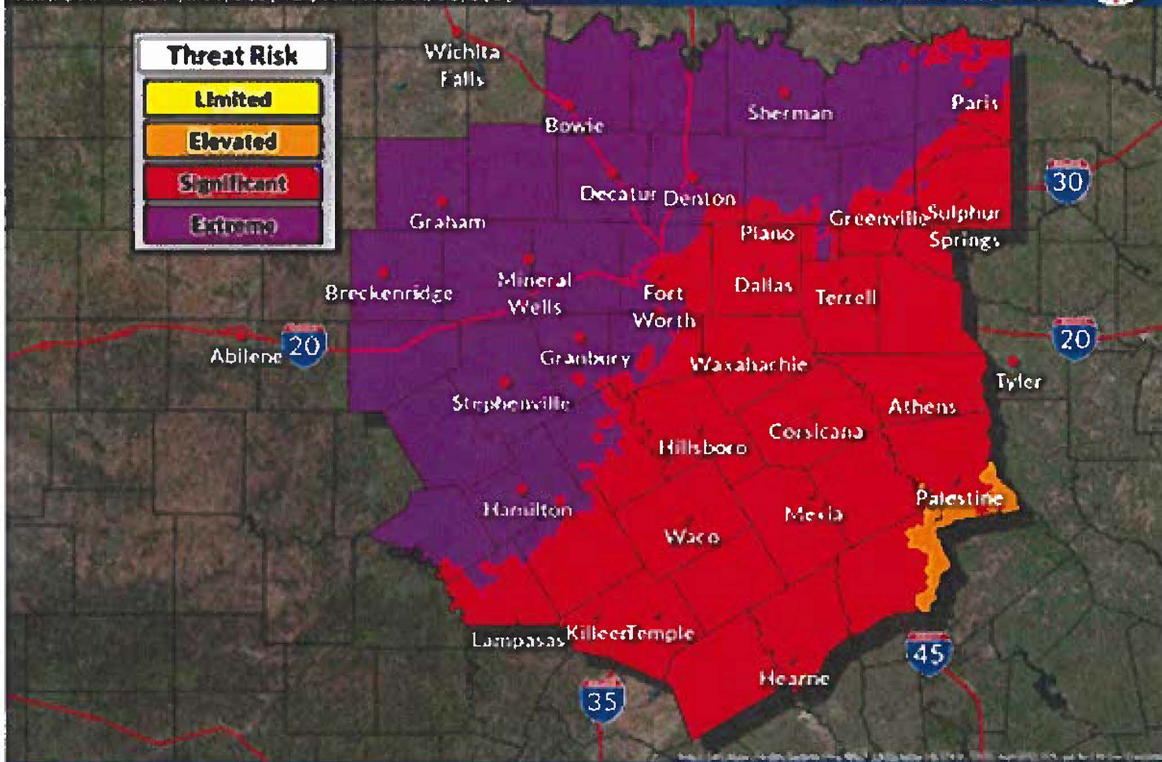 Threat Risk
Limited
Elevated
Significant
Extreme
Wichita
Falls
Bowie
Sherman
Paris
30
Decatur
Denton
Graham
Plano
Greenville
Sulphur
Springs
Breckenridge
Mineral
Wells
Fort
Worth
Dallas
Terrell
Abilene
20
Granbury
Waxahachie
20
Tyler
Stephenville
Athens
Hillsboro
Corsicana
Hamilton
Palestine
Mexia
Waco
Lampasas
Killeen
Temple
45
Hearne
35